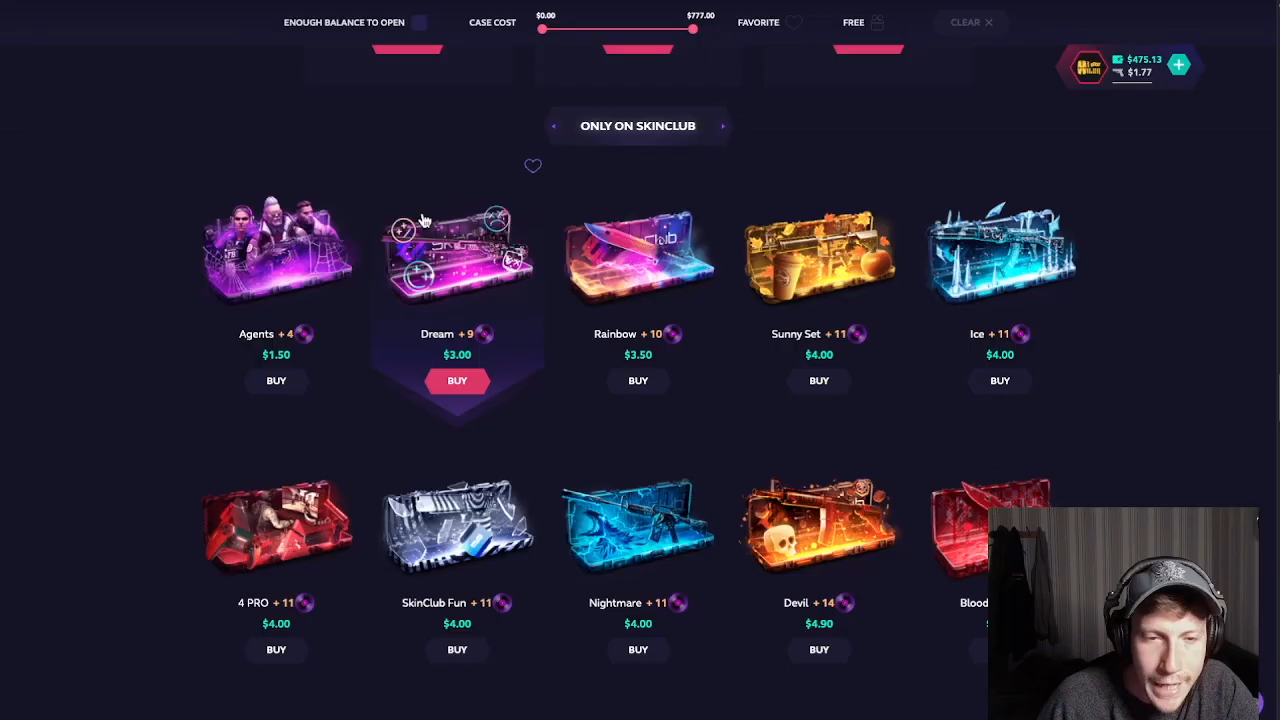 ENOUGH BALANCE TO OPEN
CASE COST
$0.00
$777.00
FAVORITE
FREE
CLEAR ✕
$475.13
$1.77
ONLY ON SKINCLUB
Agents + 4
$1.50
BUY
Dream + 9
$3.00
BUY
Rainbow + 10
$3.50
BUY
Sunny Set + 11
$4.00
BUY
Ice + 11
$4.00
BUY
4 PRO + 11
$4.00
BUY
SkinClub Fun + 11
$4.00
BUY
Nightmare + 11
$4.00
BUY
Devil + 14
$4.90
BUY
Blood